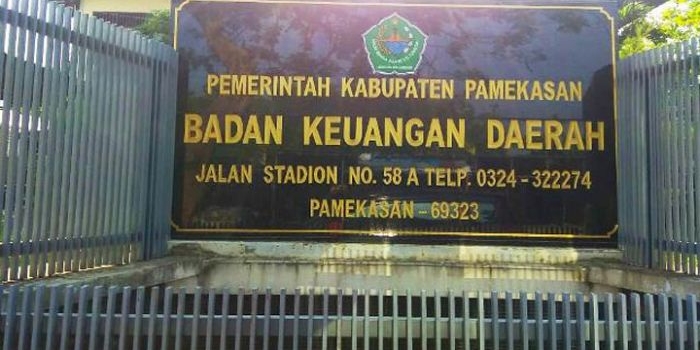 PEMERINTAH KABUPATEN PAMEKASAN
BADAN KEUANGAN DAERAH
JALAN STADION NO. 58 A TELP. 0324 - 322274
PAMEKASAN - 69323